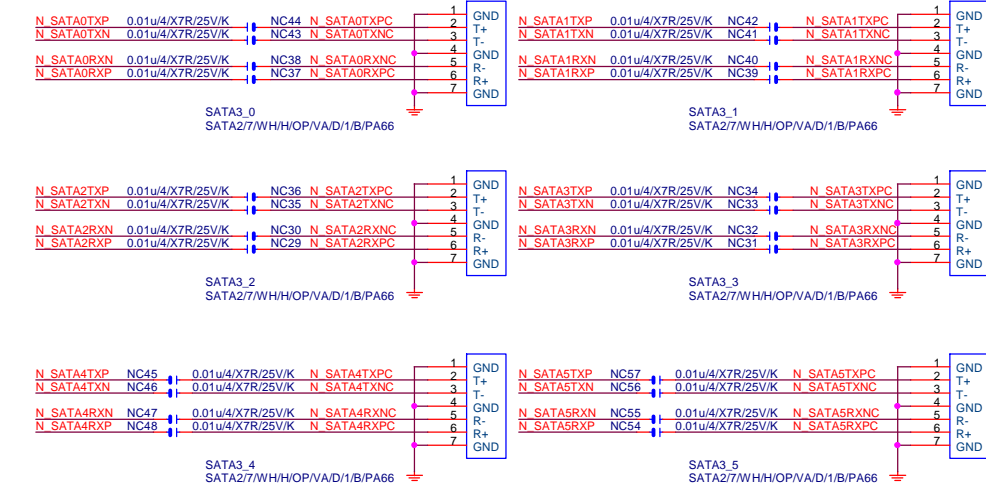 N_SATA0TXP 0.01u/4/X7R/25V/K NC44 N_SATA0TXPC
N_SATA0TXN 0.01u/4/X7R/25V/K NC43 N_SATA0TXNC
N_SATA0RXN 0.01u/4/X7R/25V/K NC38 N_SATA0RXNC
N_SATA0RXP 0.01u/4/X7R/25V/K NC37 N_SATA0RXPC
1 GND
2 T+
3 T-
4 GND
5 R-
6 R+
7 GND
SATA3_0
SATA2/7/WH/H/OP/VA/D/1/B/PA66
N_SATA1TXP 0.01u/4/X7R/25V/K NC42 N_SATA1TXPC
N_SATA1TXN 0.01u/4/X7R/25V/K NC41 N_SATA1TXNC
N_SATA1RXN 0.01u/4/X7R/25V/K NC40 N_SATA1RXNC
N_SATA1RXP 0.01u/4/X7R/25V/K NC39 N_SATA1RXPC
1 GND
2 T+
3 T-
4 GND
5 R-
6 R+
7 GND
SATA3_1
SATA2/7/WH/H/OP/VA/D/1/B/PA66
N_SATA2TXP 0.01u/4/X7R/25V/K NC36 N_SATA2TXPC
N_SATA2TXN 0.01u/4/X7R/25V/K NC35 N_SATA2TXNC
N_SATA2RXN 0.01u/4/X7R/25V/K NC30 N_SATA2RXNC
N_SATA2RXP 0.01u/4/X7R/25V/K NC29 N_SATA2RXPC
1 GND
2 T+
3 T-
4 GND
5 R-
6 R+
7 GND
SATA3_2
SATA2/7/WH/H/OP/VA/D/1/B/PA66
N_SATA3TXP 0.01u/4/X7R/25V/K NC34 N_SATA3TXPC
N_SATA3TXN 0.01u/4/X7R/25V/K NC33 N_SATA3TXNC
N_SATA3RXN 0.01u/4/X7R/25V/K NC32 N_SATA3RXNC
N_SATA3RXP 0.01u/4/X7R/25V/K NC31 N_SATA3RXPC
1 GND
2 T+
3 T-
4 GND
5 R-
6 R+
7 GND
SATA3_3
SATA2/7/WH/H/OP/VA/D/1/B/PA66
N_SATA4TXP NC45 0.01u/4/X7R/25V/K N_SATA4TXPC
N_SATA4TXN NC46 0.01u/4/X7R/25V/K N_SATA4TXNC
N_SATA4RXN NC47 0.01u/4/X7R/25V/K N_SATA4RXNC
N_SATA4RXP NC48 0.01u/4/X7R/25V/K N_SATA4RXPC
1 GND
2 T+
3 T-
4 GND
5 R-
6 R+
7 GND
SATA3_4
SATA2/7/WH/H/OP/VA/D/1/B/PA66
N_SATA5TXP NC57 0.01u/4/X7R/25V/K N_SATA5TXPC
N_SATA5TXN NC56 0.01u/4/X7R/25V/K N_SATA5TXNC
N_SATA5RXN NC55 0.01u/4/X7R/25V/K N_SATA5RXNC
N_SATA5RXP NC54 0.01u/4/X7R/25V/K N_SATA5RXPC
1 GND
2 T+
3 T-
4 GND
5 R-
6 R+
7 GND
SATA3_5
SATA2/7/WH/H/OP/VA/D/1/B/PA66